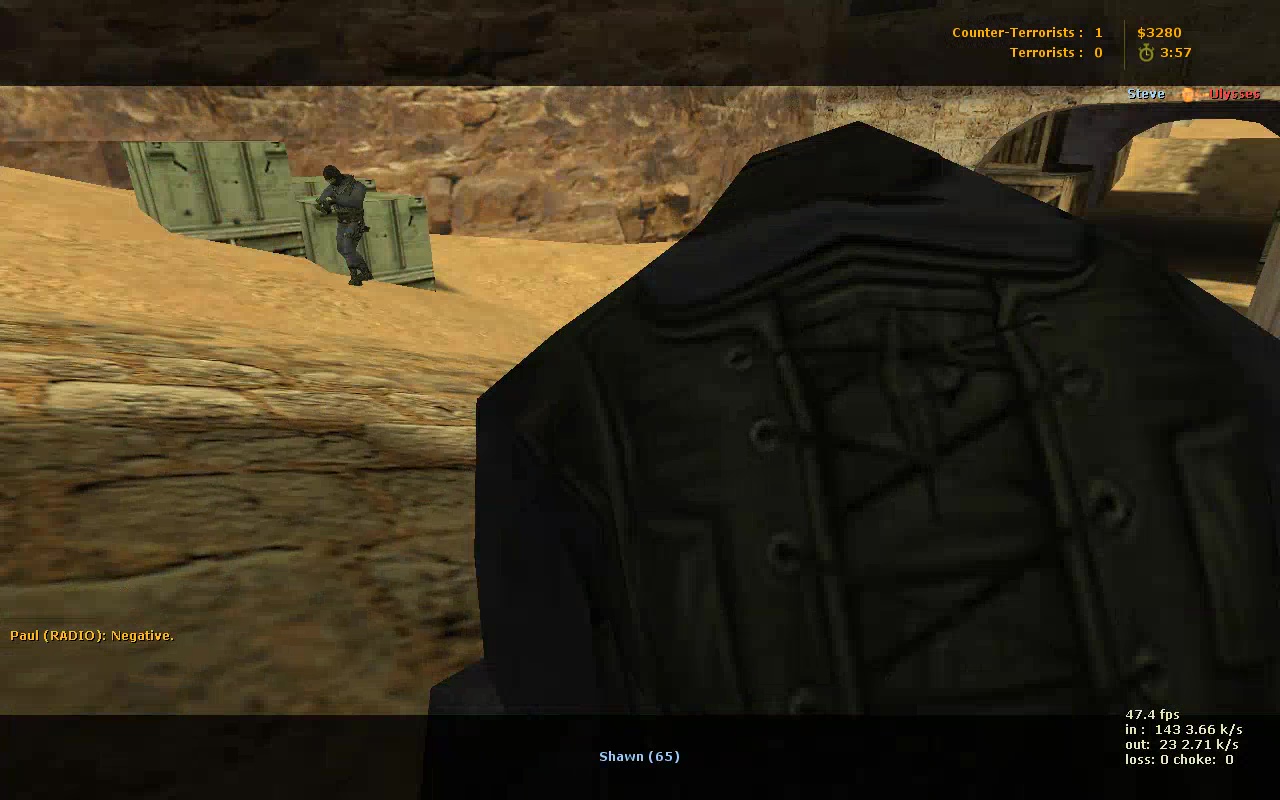 Counter-Terrorists : 1 $3280
Terrorists : 0 3:57
Steve Ulysses
Paul (RADIO): Negative.
47.4 fps
in : 143 3.66 k/s
out: 23 2.71 k/s
loss: 0 choke: 0
Shawn (65)